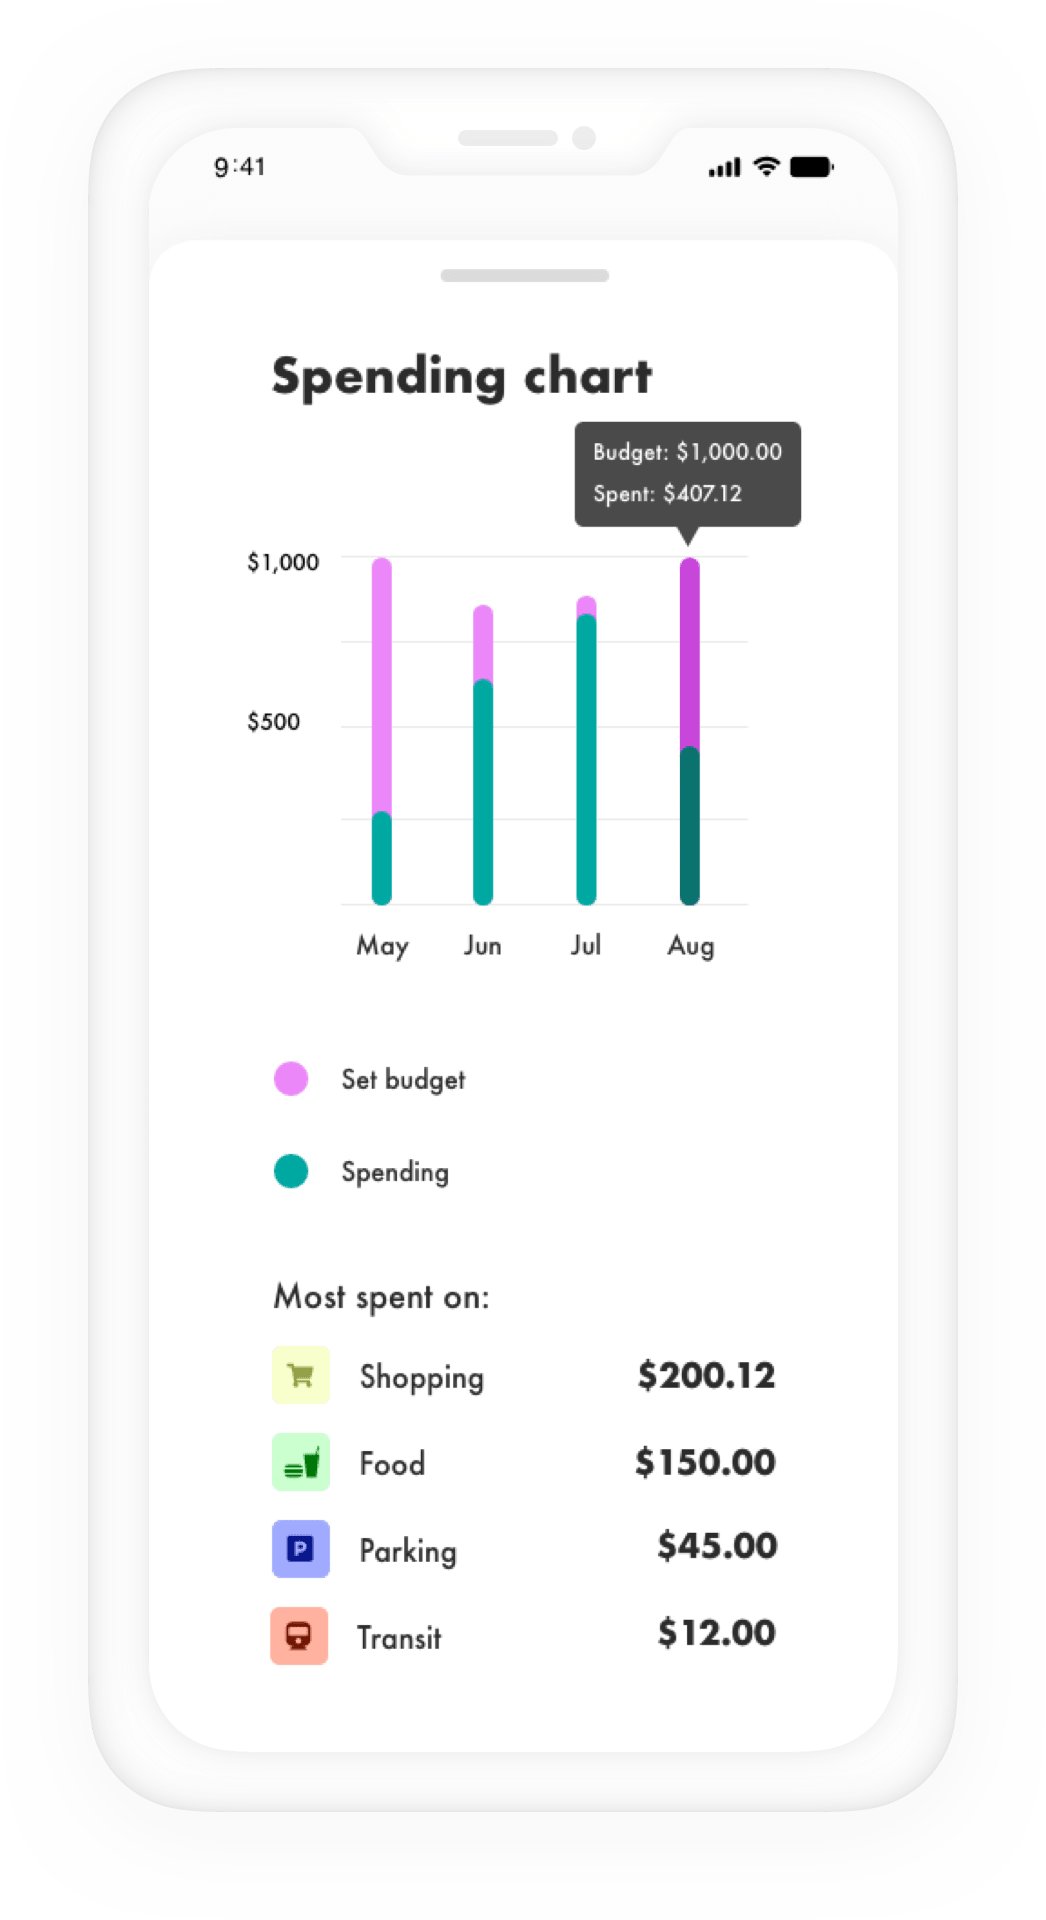 9:41
Spending chart
Budget: $1,000.00
Spent: $407.12
$1,000
$500
May Jun Jul Aug
Set budget
Spending
Most spent on:
Shopping $200.12
Food $150.00
P Parking $45.00
Transit $12.00